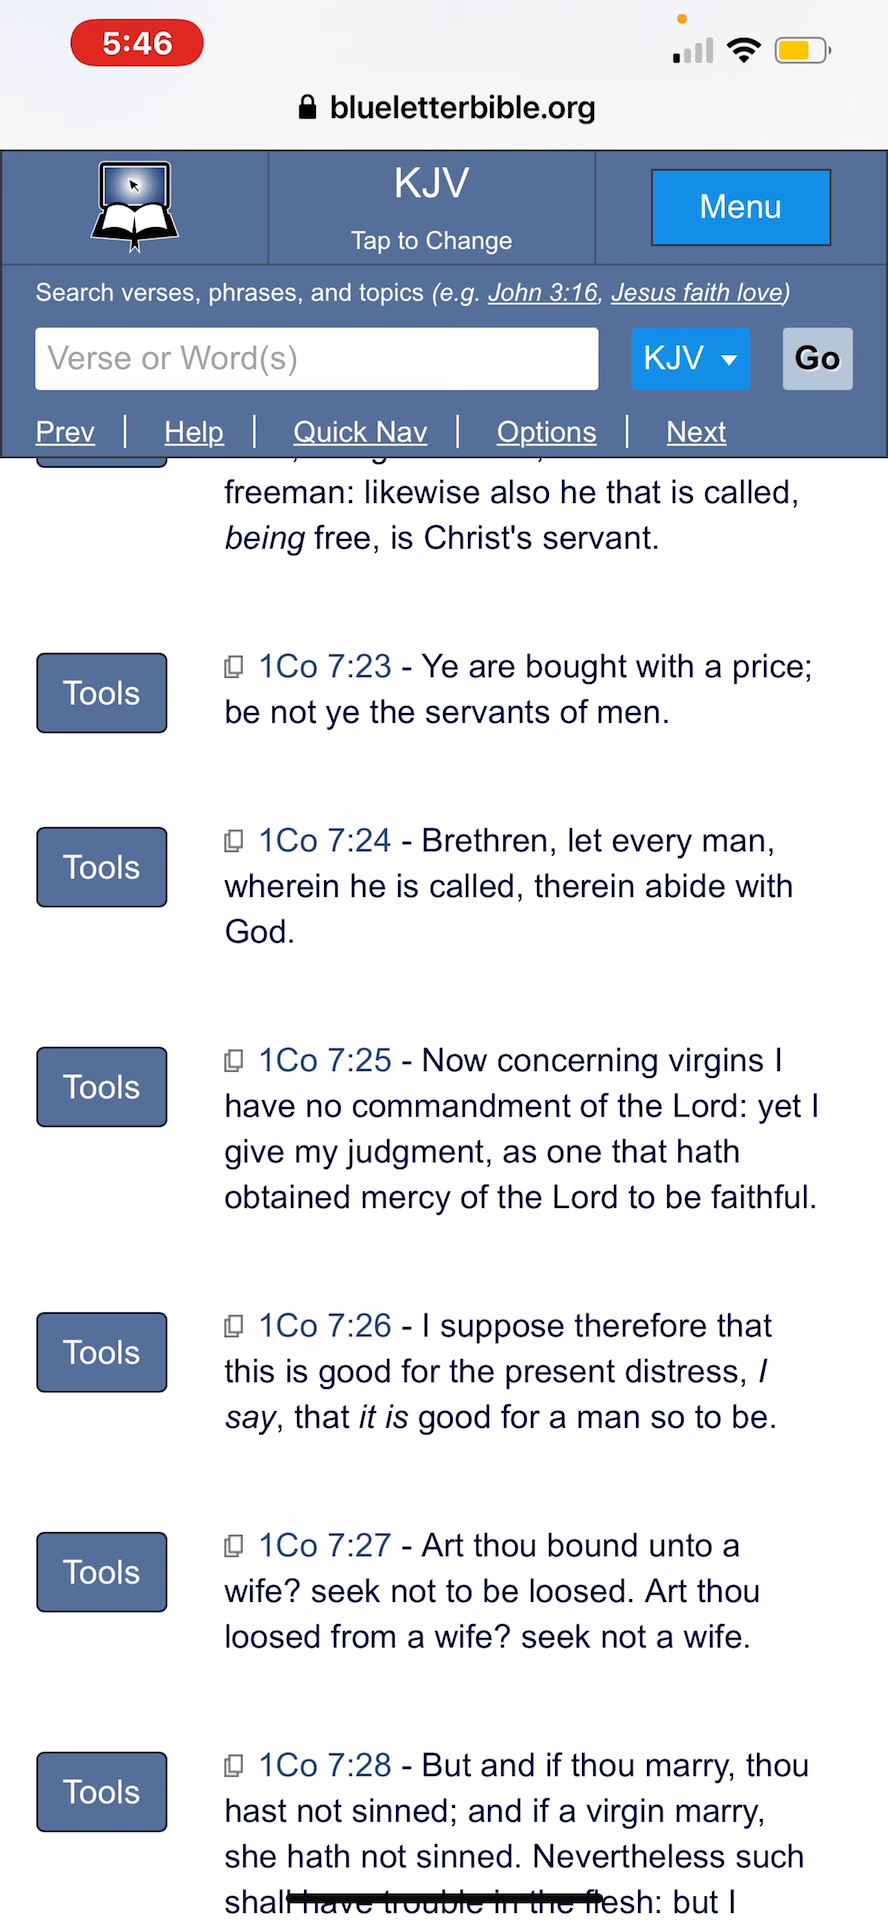 5:46
blueletterbible.org
KJV
Tap to Change
Menu
Search verses, phrases, and topics (e.g. John 3:16, Jesus faith love)
Verse or Word(s)
KJV
Go
Prev | Help | Quick Nav | Options | Next
freeman: likewise also he that is called,
being free, is Christ's servant.
Tools
1Co 7:23 - Ye are bought with a price;
be not ye the servants of men.
Tools
1Co 7:24 - Brethren, let every man,
wherein he is called, therein abide with
God.
Tools
1Co 7:25 - Now concerning virgins I
have no commandment of the Lord: yet I
give my judgment, as one that hath
obtained mercy of the Lord to be faithful.
Tools
1Co 7:26 - I suppose therefore that
this is good for the present distress, I
say, that it is good for a man so to be.
Tools
1Co 7:27 - Art thou bound unto a
wife? seek not to be loosed. Art thou
loosed from a wife? seek not a wife.
Tools
1Co 7:28 - But and if thou marry, thou
hast not sinned; and if a virgin marry,
she hath not sinned. Nevertheless such
shall have trouble in the flesh: but I